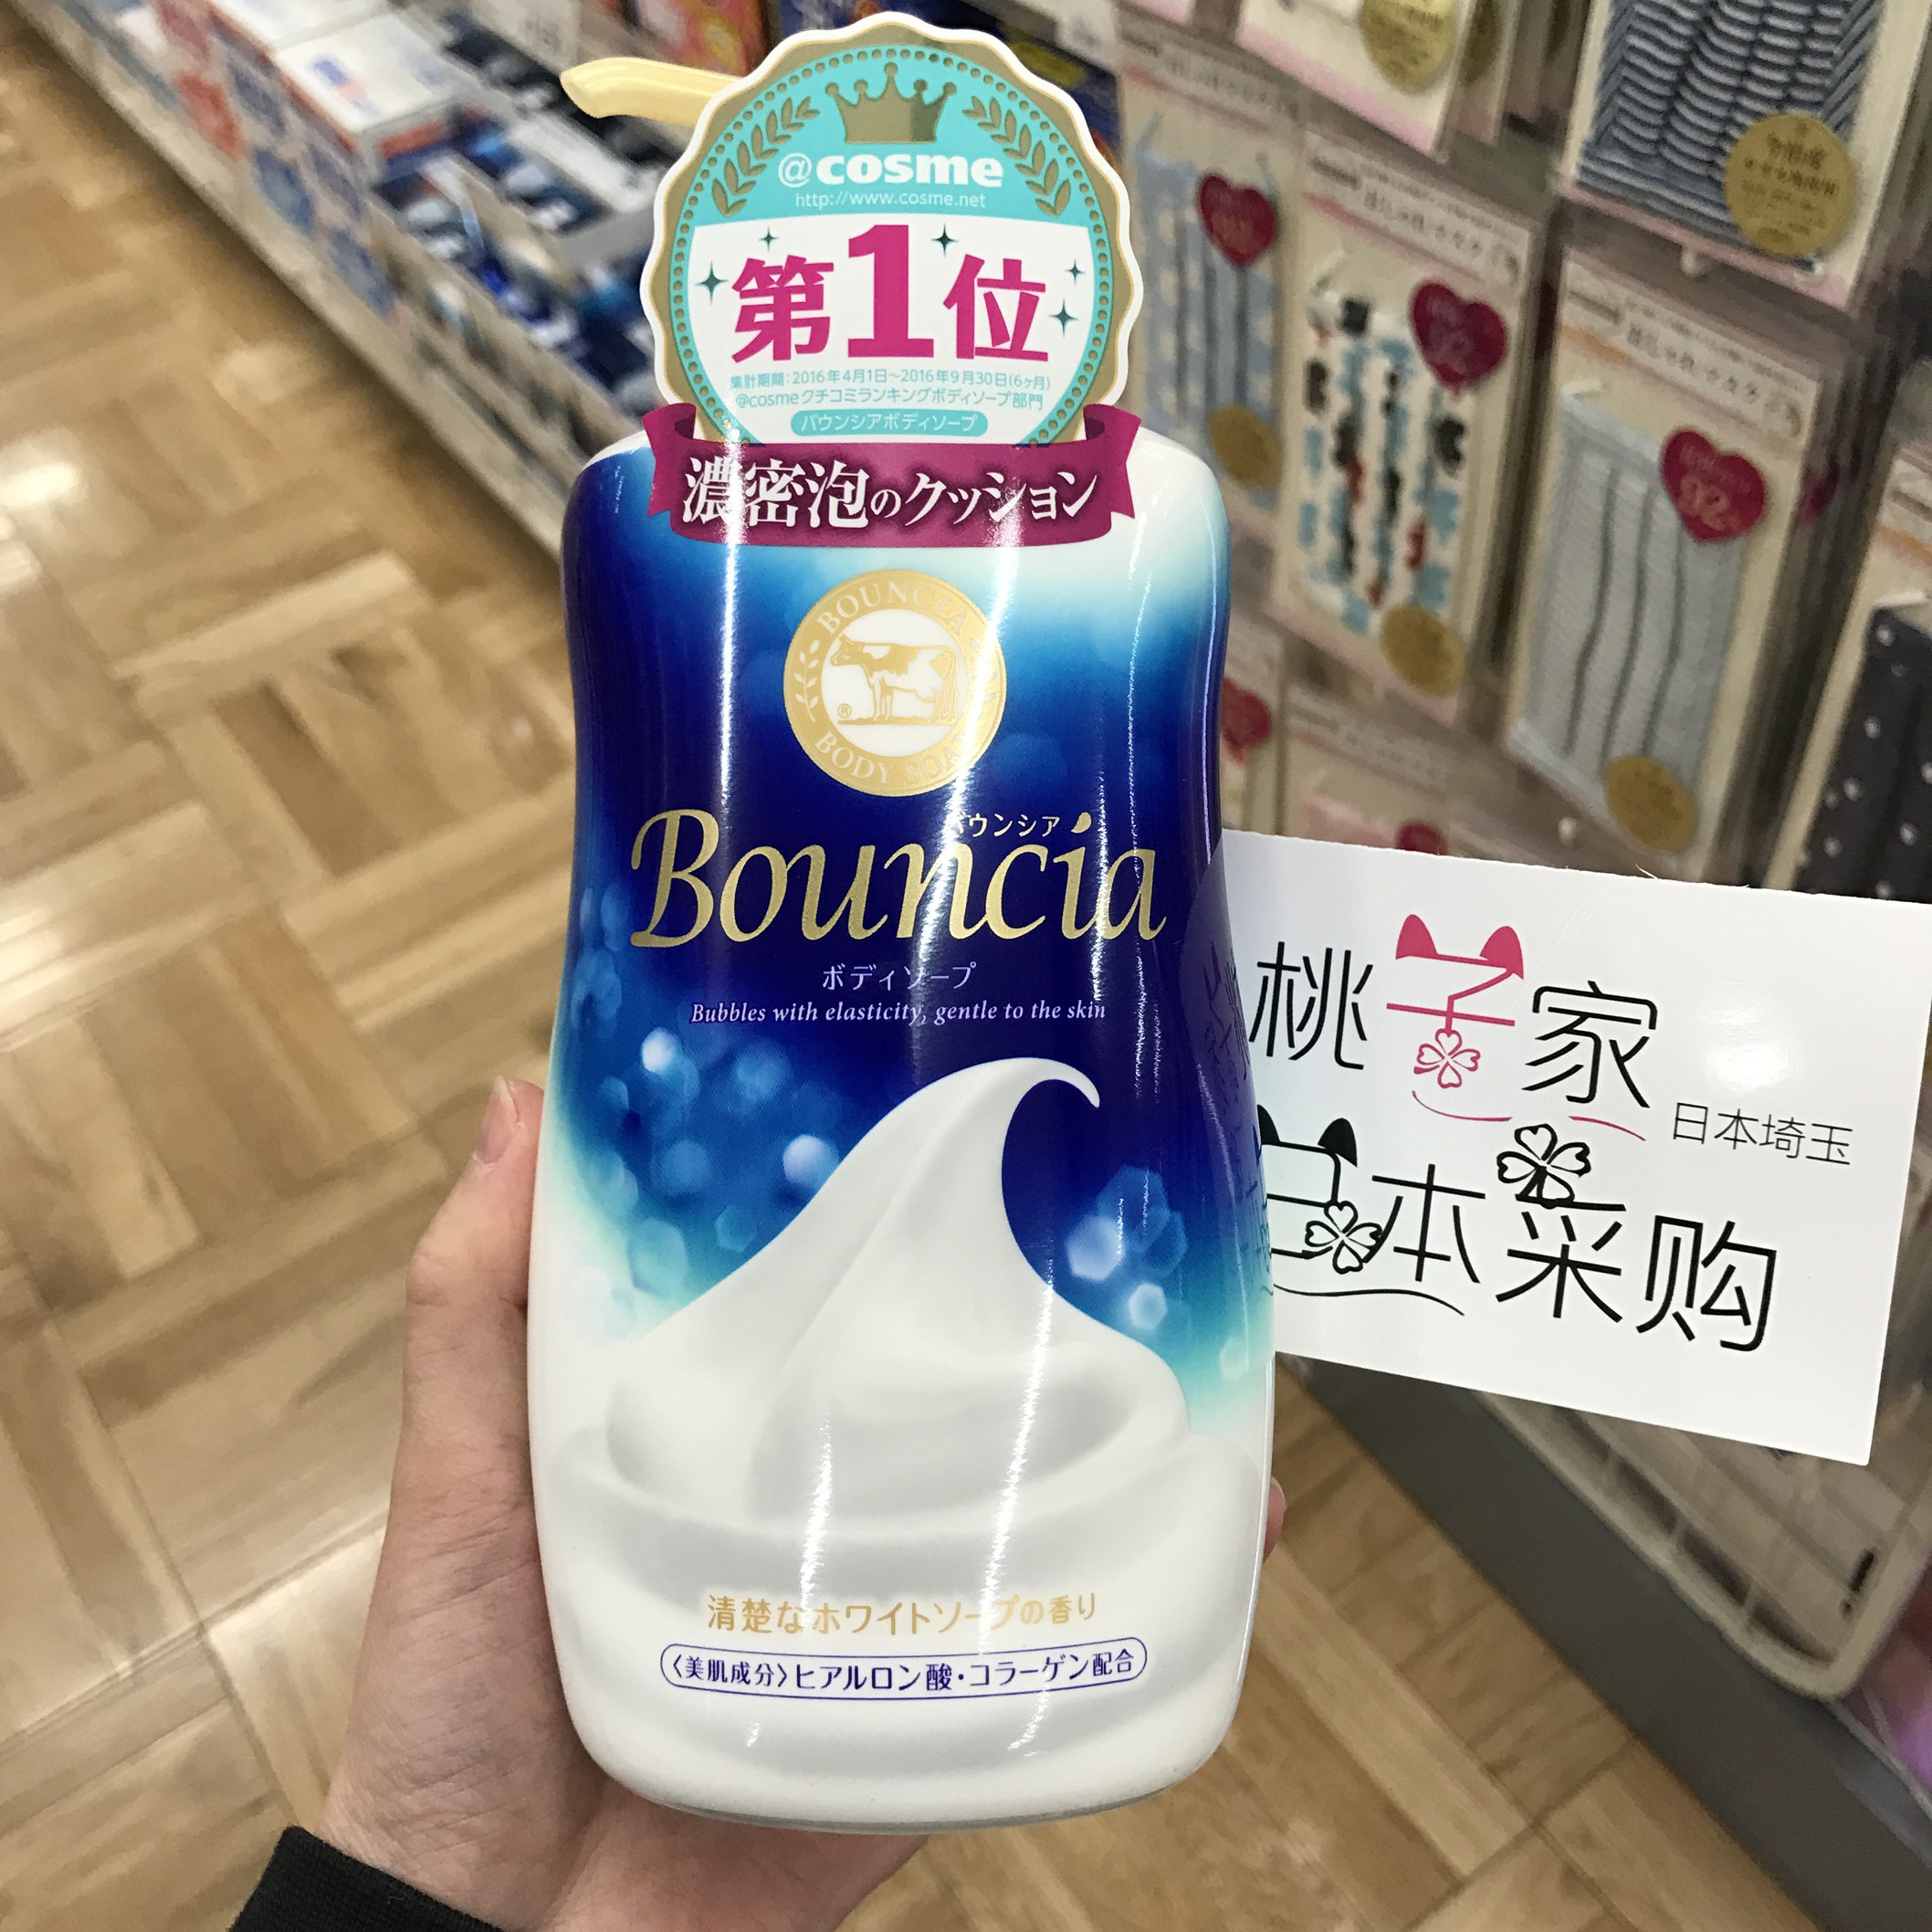 @cosme
http://www.cosme.net
第1位
集計期間:2016年4月1日〜2016年9月30日(6ヶ月)
@cosmeクチコミランキングボディソープ部門
バウンシアボディソープ
濃密泡のクッション
BOUNCIA
®
BODY SOAP
バウンシア
Bouncia
ボディソープ
Bubbles with elasticity, gentle to the skin
清楚なホワイトソープの香り
〈美肌成分〉ヒアルロン酸・コラーゲン配合
桃子家
日本埼玉
日本采购